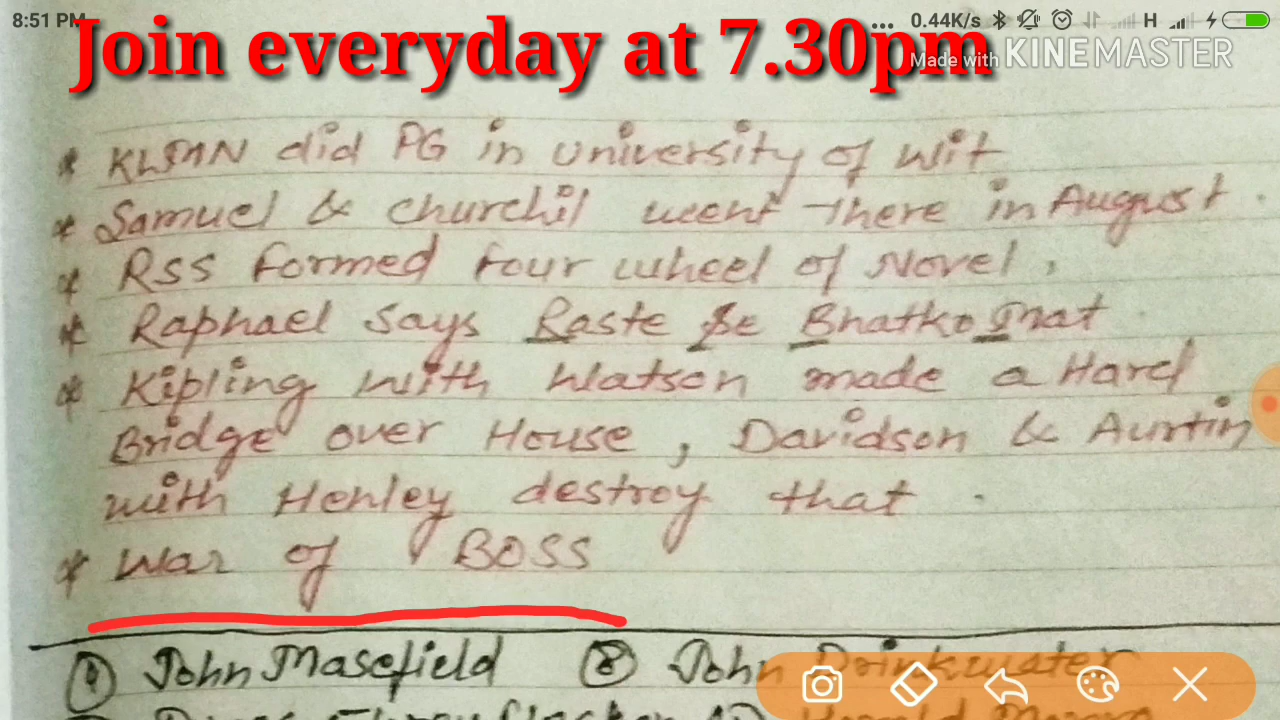 8:51 PM ... 0.44K/s H
Join everyday at 7.30pm
Made with KINEMASTER
* did PG in University of Wit
* Samuel & Churchil went There in August.
* RSS formed four wheel of Novel,
* Raphael Says Raste Se Bhatko Mat
* Kipling with Watson made a Hard
Bridge over House, Davidson & Aurtin
with Henley destroy that.
* War of BOSS
John Masefield ⑧ John Drinkwater